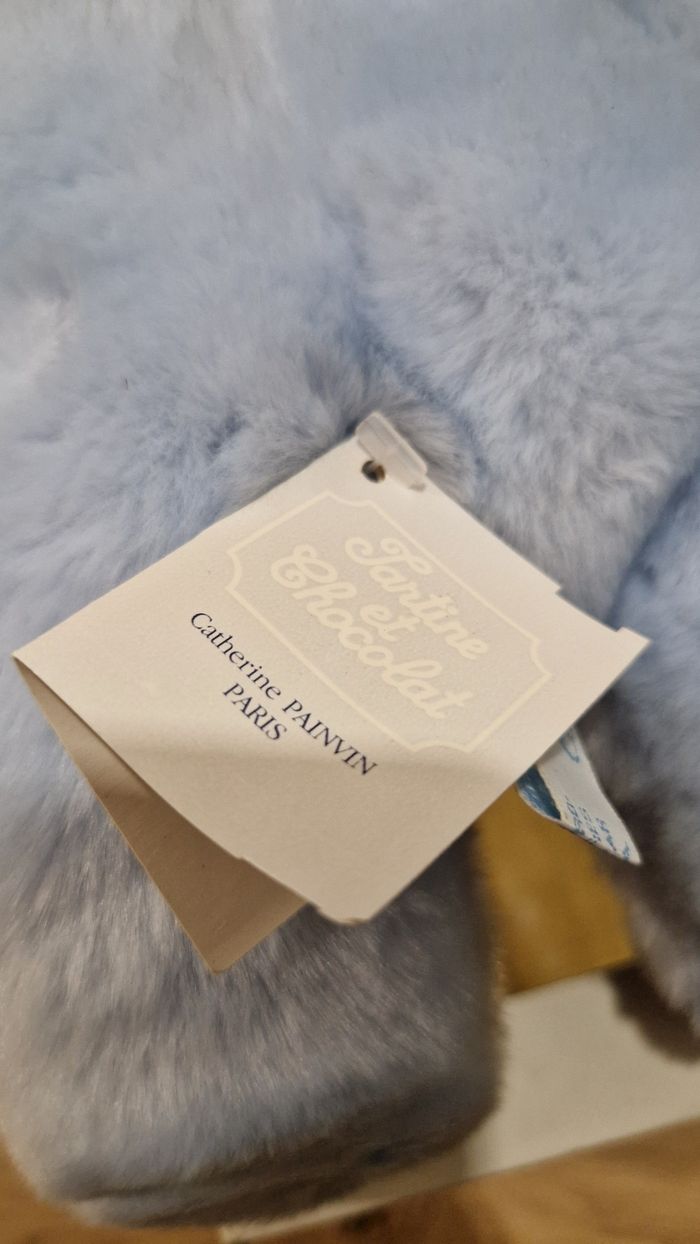 Tartine
et
Chocolat
Catherine PAINVIN
PARIS